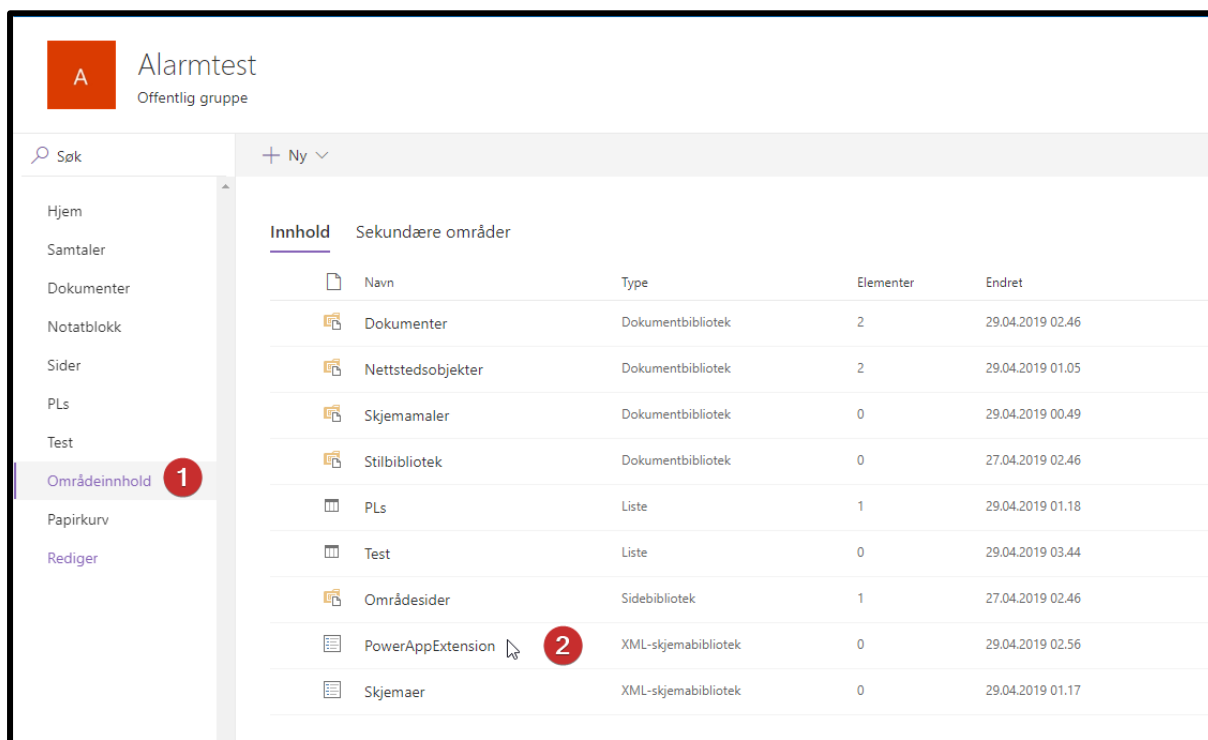 A
Alarmtest
Offentlig gruppe
Søk
Ny
Hjem
Samtaler
Dokumenter
Notatblokk
Sider
PLs
Test
Områdeinnhold 1
Papirkurv
Rediger
Innhold Sekundære områder
Navn Type Elementer Endret
Dokumenter Dokumentbibliotek 2 29.04.2019 02.46
Nettstedsobjekter Dokumentbibliotek 2 29.04.2019 01.05
Skjemamaler Dokumentbibliotek 0 29.04.2019 00.49
Stilbibliotek Dokumentbibliotek 0 27.04.2019 02.46
PLs Liste 1 29.04.2019 01.18
Test Liste 0 29.04.2019 03.44
Områdesider Sidebibliotek 1 27.04.2019 02.46
PowerAppExtension 2 XML-skjemabibliotek 0 29.04.2019 02.56
Skjemaer XML-skjemabibliotek 0 29.04.2019 01.17